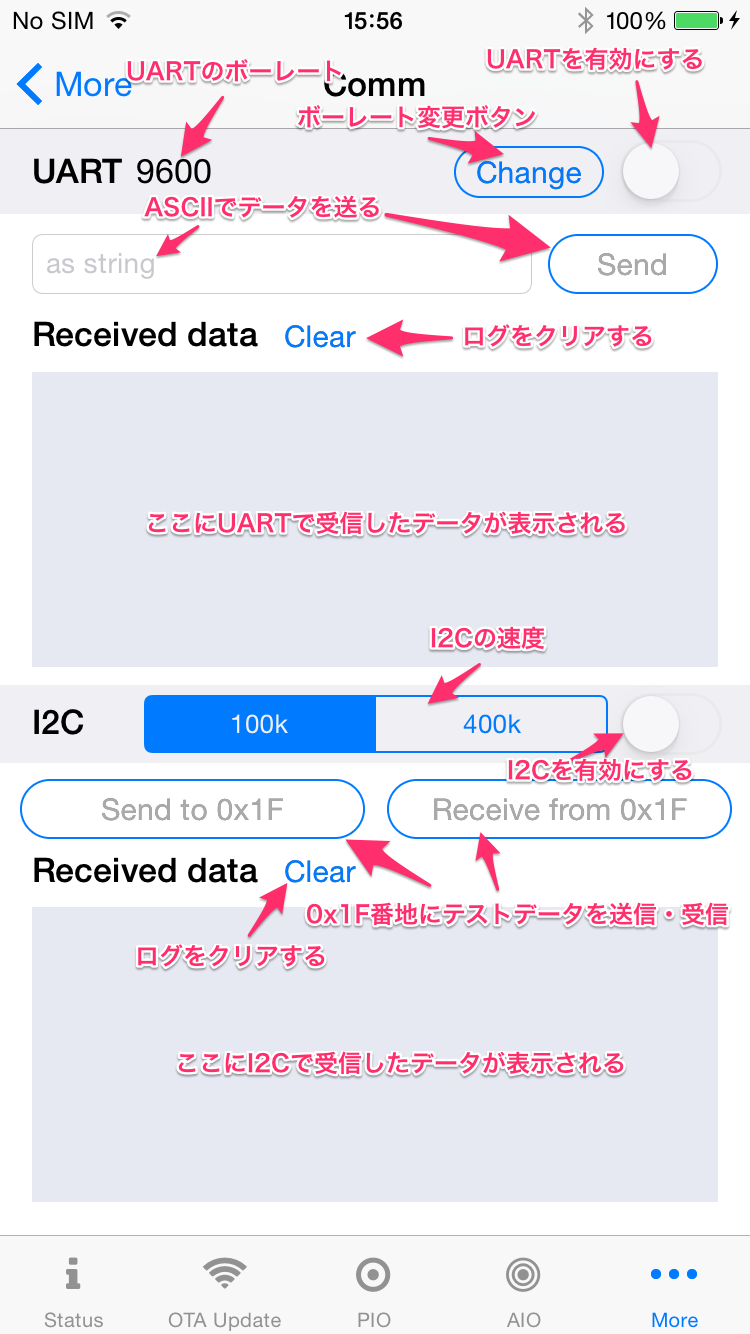 No SIM 15:56 100%
More Comm
UARTのボーレート
UARTを有効にする
ボーレート変更ボタン
UART 9600 Change
ASCIIでデータを送る
as string Send
Received data Clear
ログをクリアする
ここにUARTで受信したデータが表示される
I2Cの速度
I2C 100k 400k
I2Cを有効にする
Send to 0x1F Receive from 0x1F
Received data Clear
0x1F番地にテストデータを送信・受信
ログをクリアする
ここにI2Cで受信したデータが表示される
Status OTA Update PIO AIO More